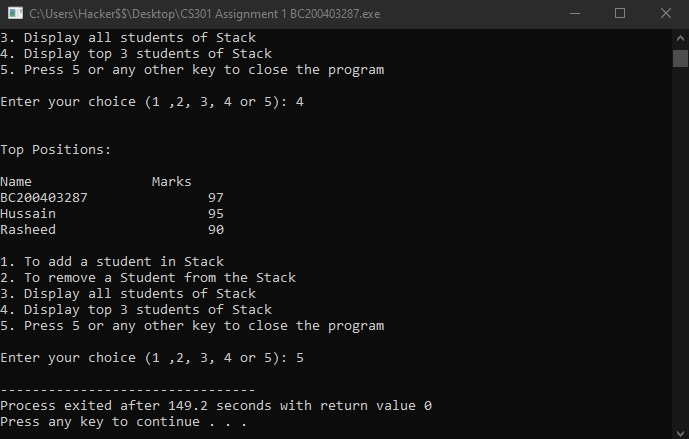 C:\Users\Hacker$$\Desktop\CS301 Assignment 1 BC200403287.exe
3. Display all students of Stack
4. Display top 3 students of Stack
5. Press 5 or any other key to close the program
Enter your choice (1 ,2, 3, 4 or 5): 4
Top Positions:
Name Marks
BC200403287 97
Hussain 95
Rasheed 90
1. To add a student in Stack
2. To remove a Student from the Stack
3. Display all students of Stack
4. Display top 3 students of Stack
5. Press 5 or any other key to close the program
Enter your choice (1 ,2, 3, 4 or 5): 5
--------------------------------
Process exited after 149.2 seconds with return value 0
Press any key to continue . . .